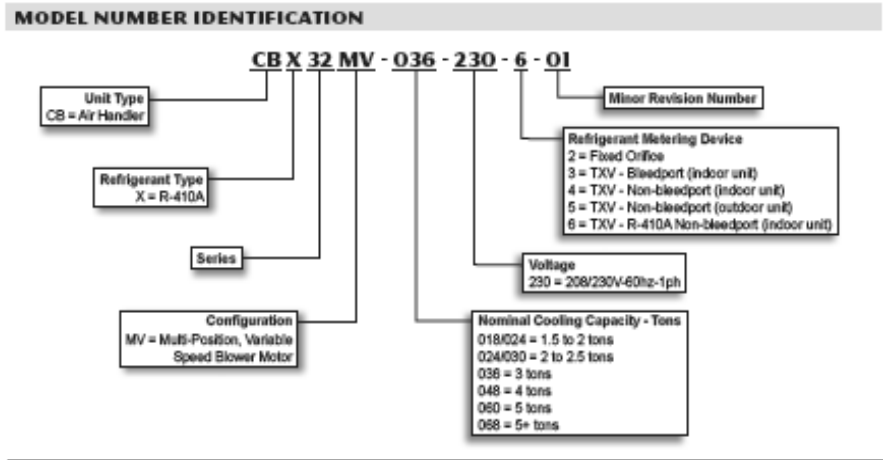 MODEL NUMBER IDENTIFICATION
CB X 32 MV - 036 - 230 - 6 - 01
Unit Type
CB = Air Handler
Minor Revision Number
Refrigerant Metering Device
2 = Fixed Orifice
3 = TXV - Bleedport (indoor unit)
4 = TXV - Non-bleedport (indoor unit)
5 = TXV - Non-bleedport (outdoor unit)
6 = TXV - R-410A Non-bleedport (indoor unit)
Refrigerant Type
X = R-410A
Series
Voltage
230 = 208/230V-60hz-1ph
Configuration
MV = Multi-Position, Variable
Speed Blower Motor
Nominal Cooling Capacity - Tons
018/024 = 1.5 to 2 tons
024/030 = 2 to 2.5 tons
036 = 3 tons
048 = 4 tons
060 = 5 tons
068 = 5+ tons